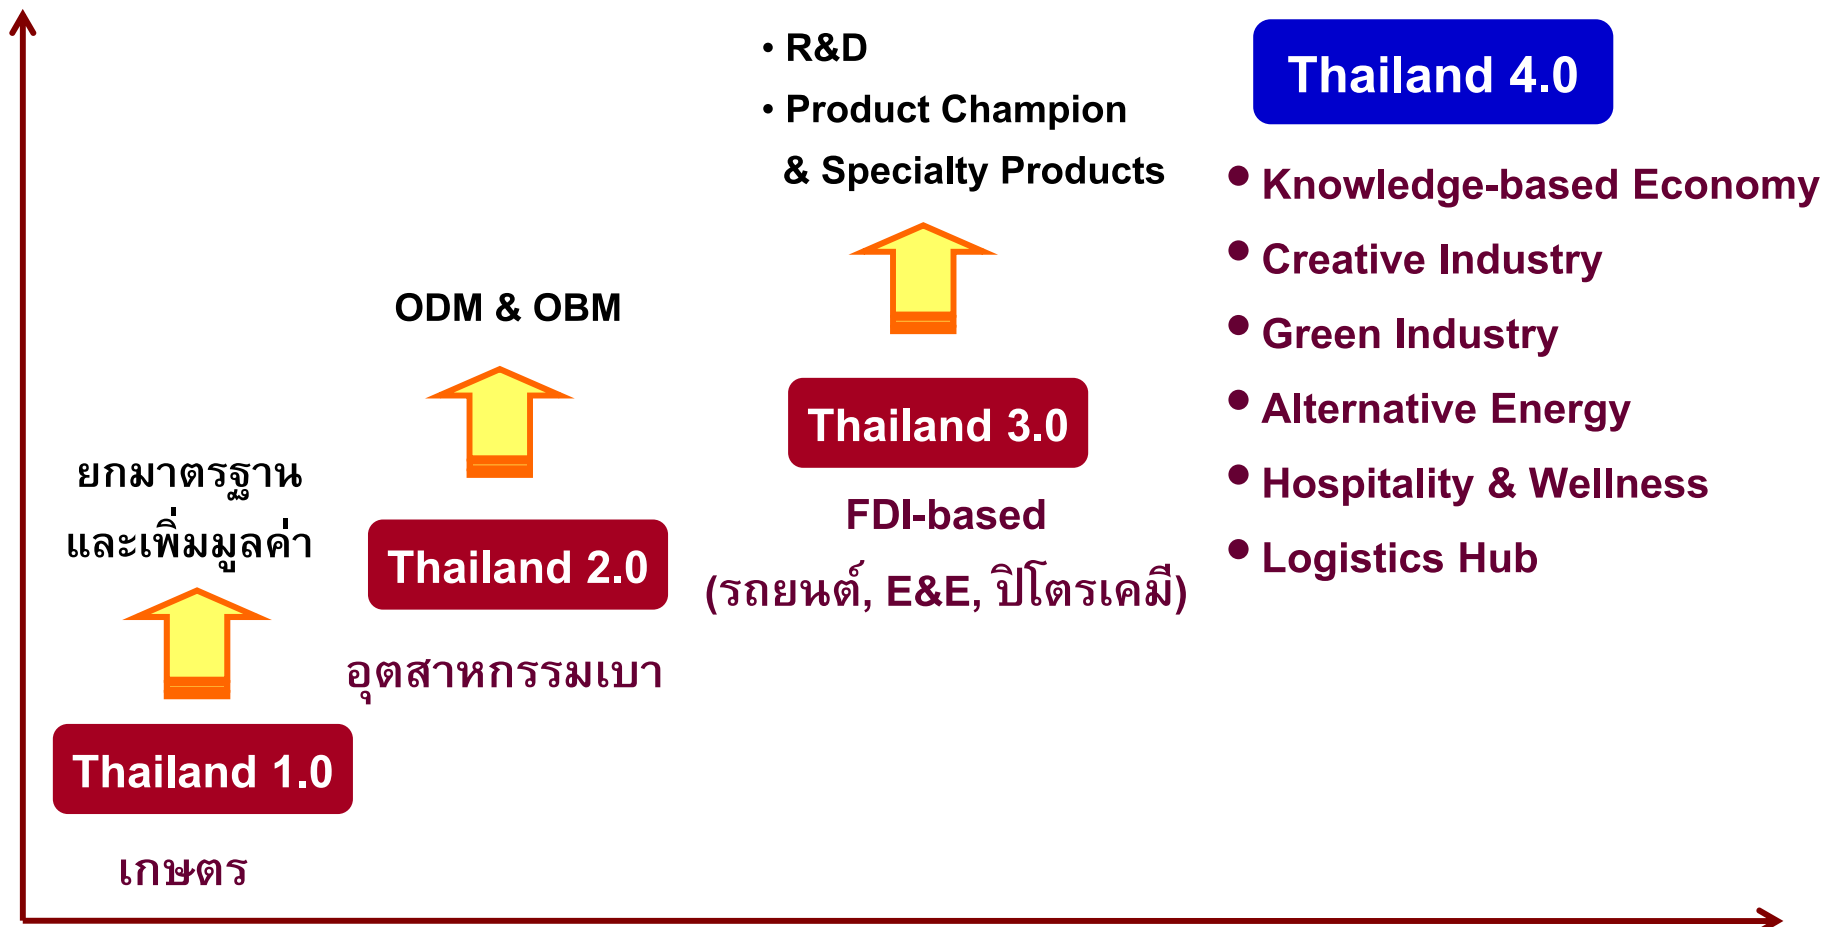 Thailand 1.0
เกษตร
ยกมาตรฐาน
และเพิ่มมูลค่า
Thailand 2.0
อุตสาหกรรมเบา
ODM & OBM
Thailand 3.0
FDI-based
(รถยนต์, E&E, ปิโตรเคมี)
• R&D
• Product Champion
& Specialty Products
Thailand 4.0
• Knowledge-based Economy
• Creative Industry
• Green Industry
• Alternative Energy
• Hospitality & Wellness
• Logistics Hub